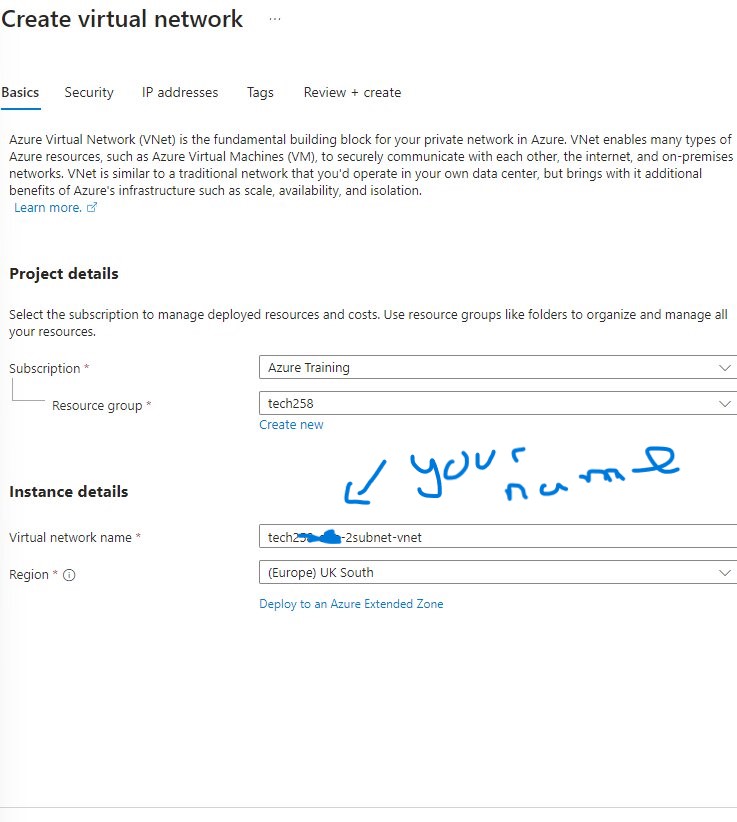 Create virtual network ...
Basics Security IP addresses Tags Review + create
Azure Virtual Network (VNet) is the fundamental building block for your private network in Azure. VNet enables many types of
Azure resources, such as Azure Virtual Machines (VM), to securely communicate with each other, the internet, and on-premises
networks. VNet is similar to a traditional network that you'd operate in your own data center, but brings with it additional
benefits of Azure's infrastructure such as scale, availability, and isolation.
Learn more.
Project details
Select the subscription to manage deployed resources and costs. Use resource groups like folders to organize and manage all
your resources.
Subscription * Azure Training
Resource group * tech258
Create new
your
name
Instance details
Virtual network name * tech2 -2subnet-vnet
Region * (Europe) UK South
Deploy to an Azure Extended Zone